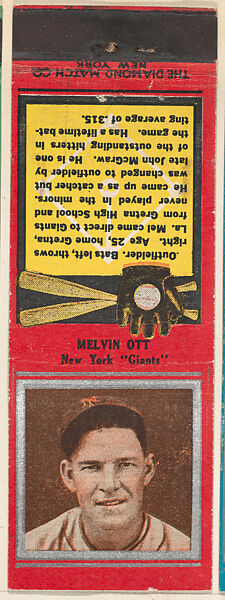 THE DIAMOND MATCH CO.
NEW YORK
Outfielder. Bats left, throws
right. Age, 25, home, Gretna,
La. Mel came direct to Giants
from Gretna High School and
never played in the minors.
He came up as catcher but
was changed to outfielder by
late John McGraw. He is one
of the outstanding hitters in
the game. Has a lifetime bat-
ting average of .315.
MELVIN OTT
New York "Giants"